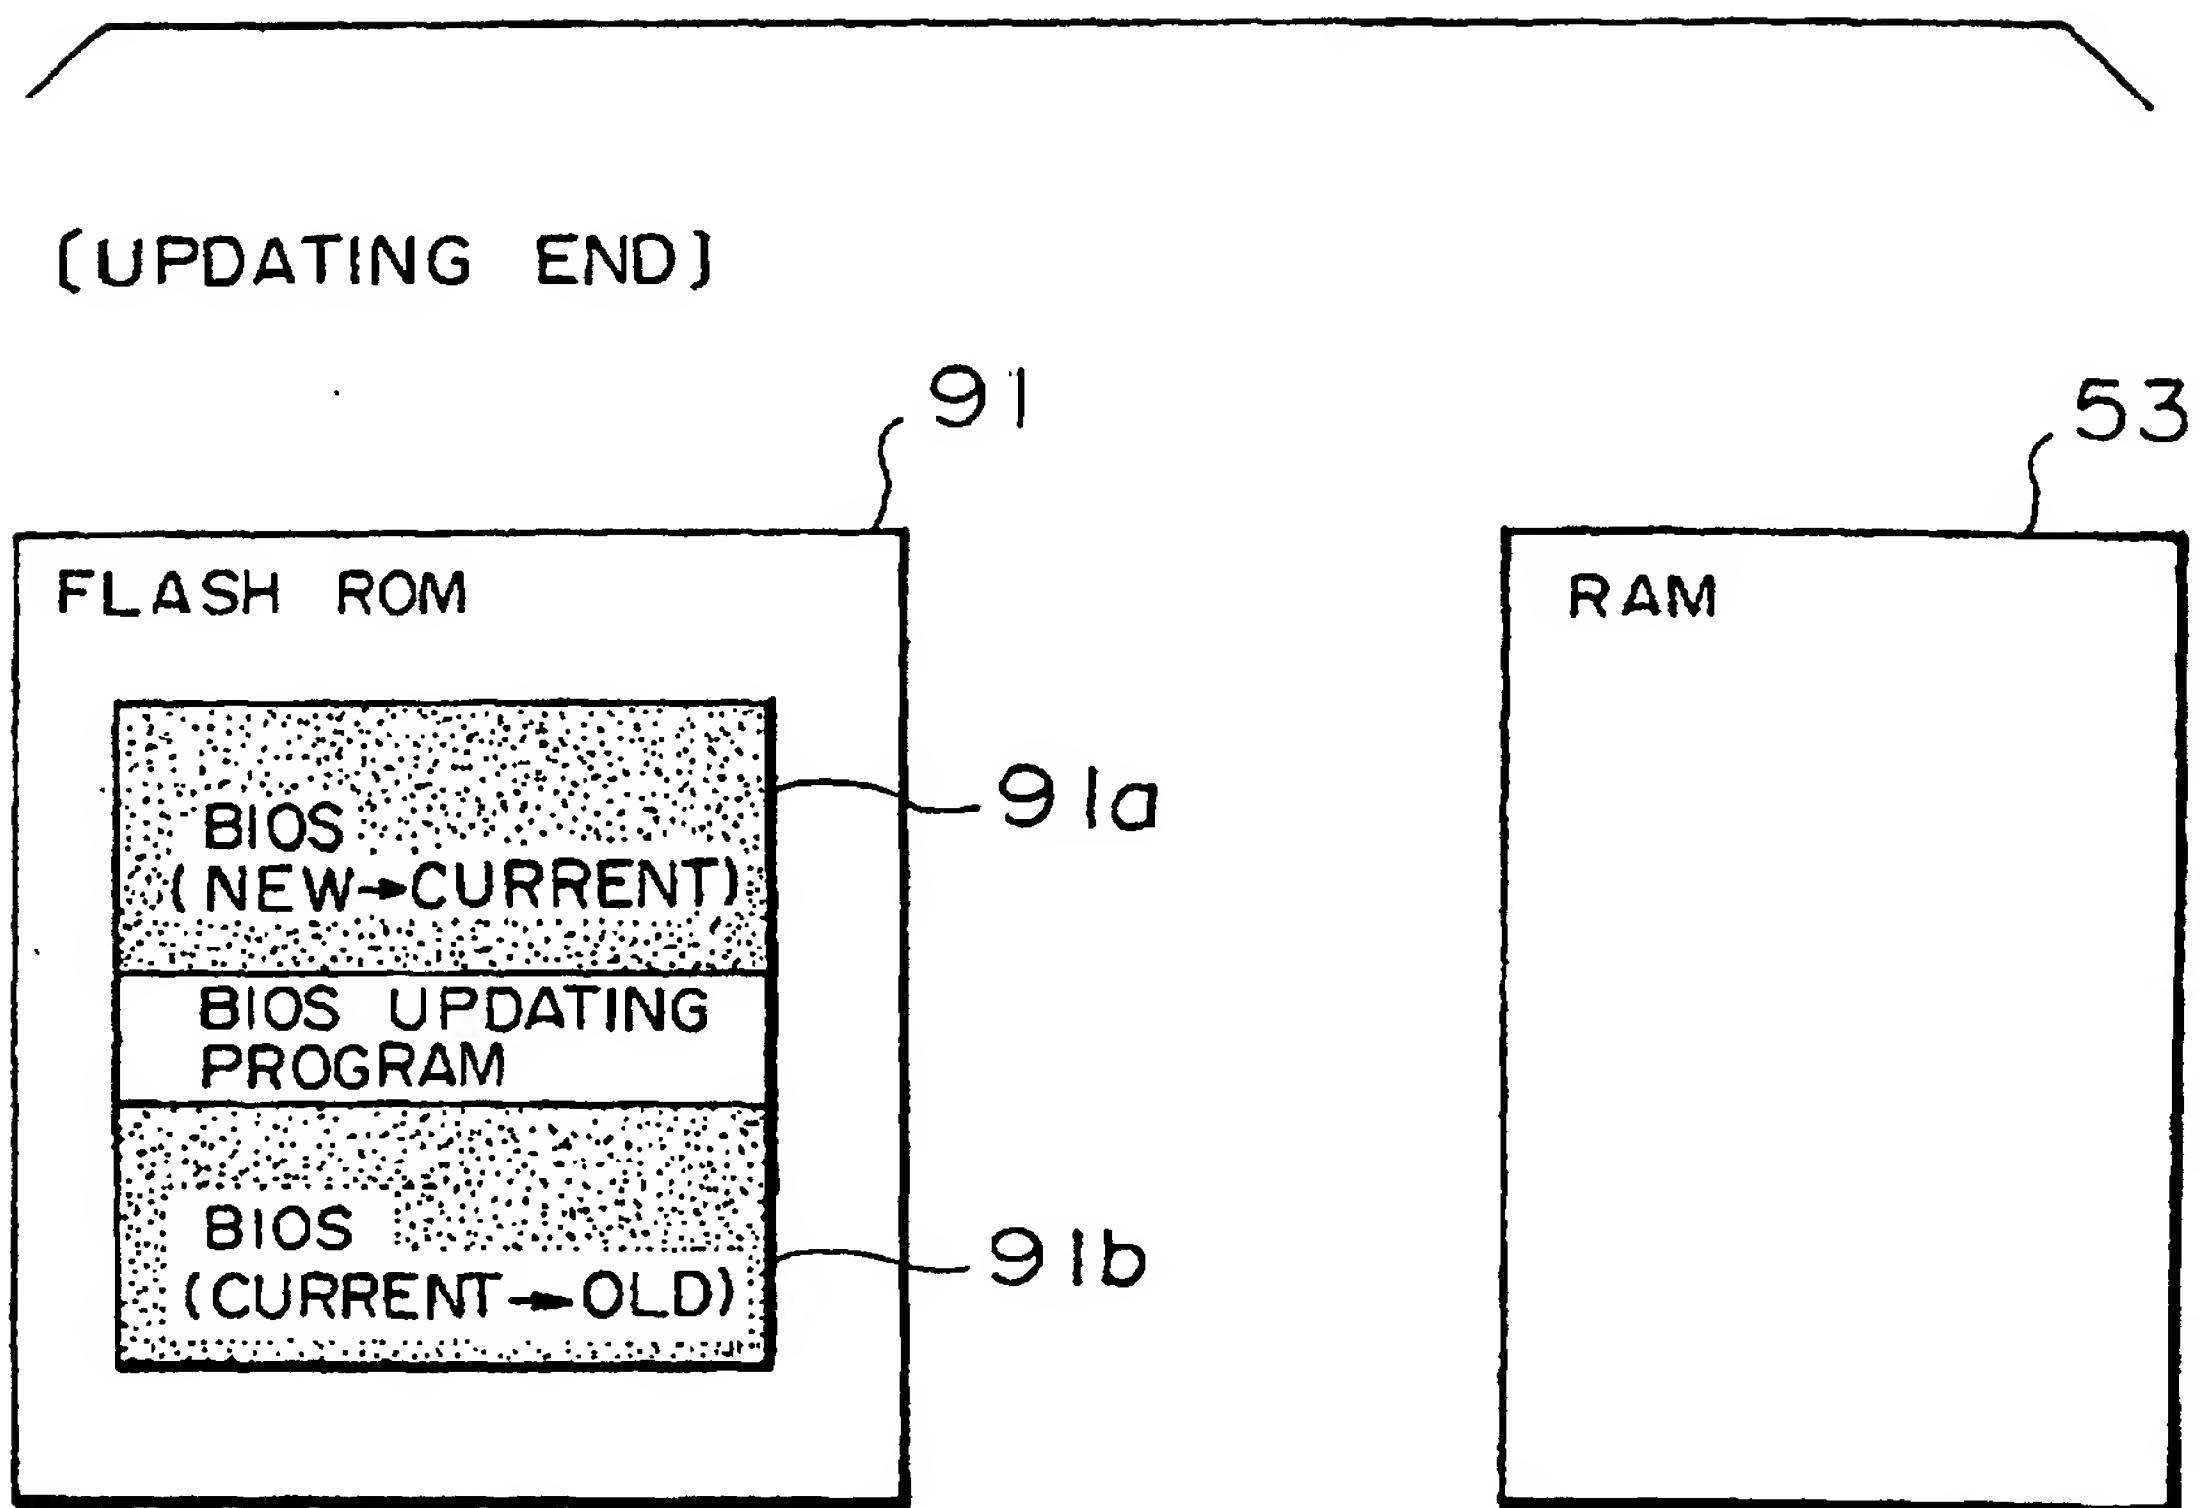 [UPDATING END]
91
53
FLASH ROM
RAM
BIOS
(NEW→CURRENT)
91a
BIOS UPDATING
PROGRAM
BIOS
(CURRENT→OLD)
91b